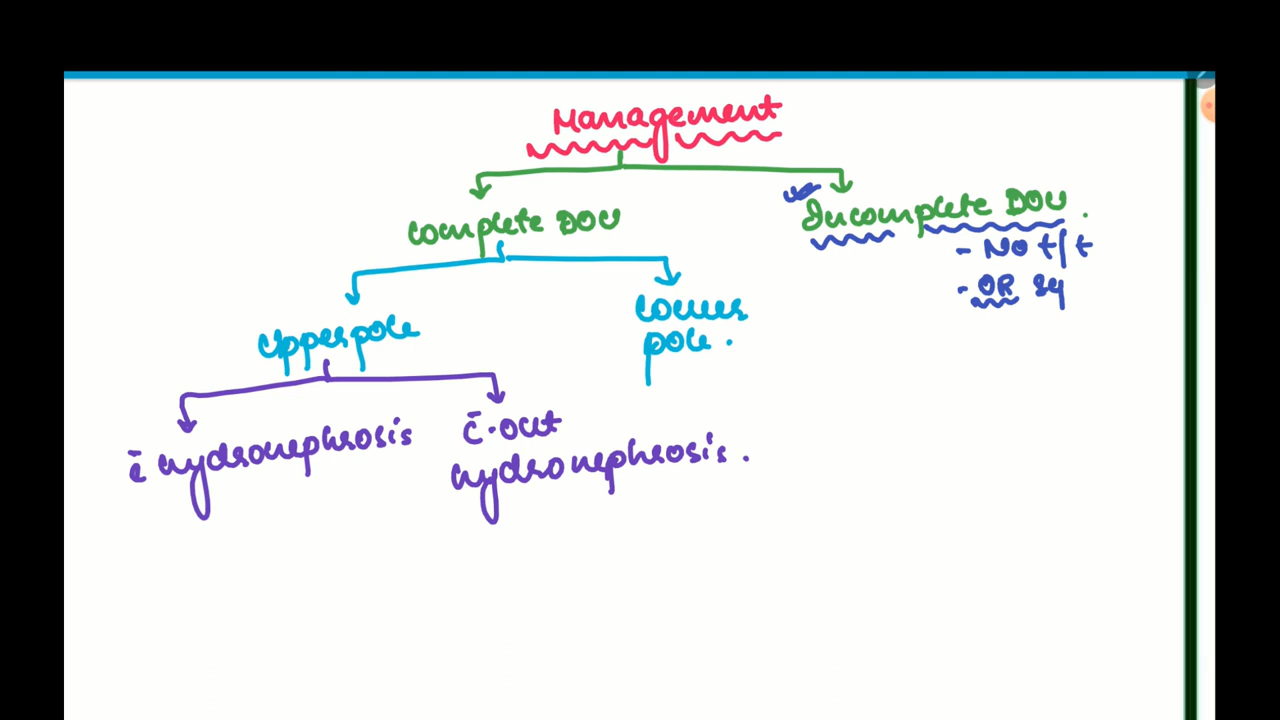 Management
complete DOU
Incomplete DOU.
- NO t/t
- OR sy
upperpole
Lower
pole.
c̄ hydronephrosis
c̄-out
hydronephrosis.